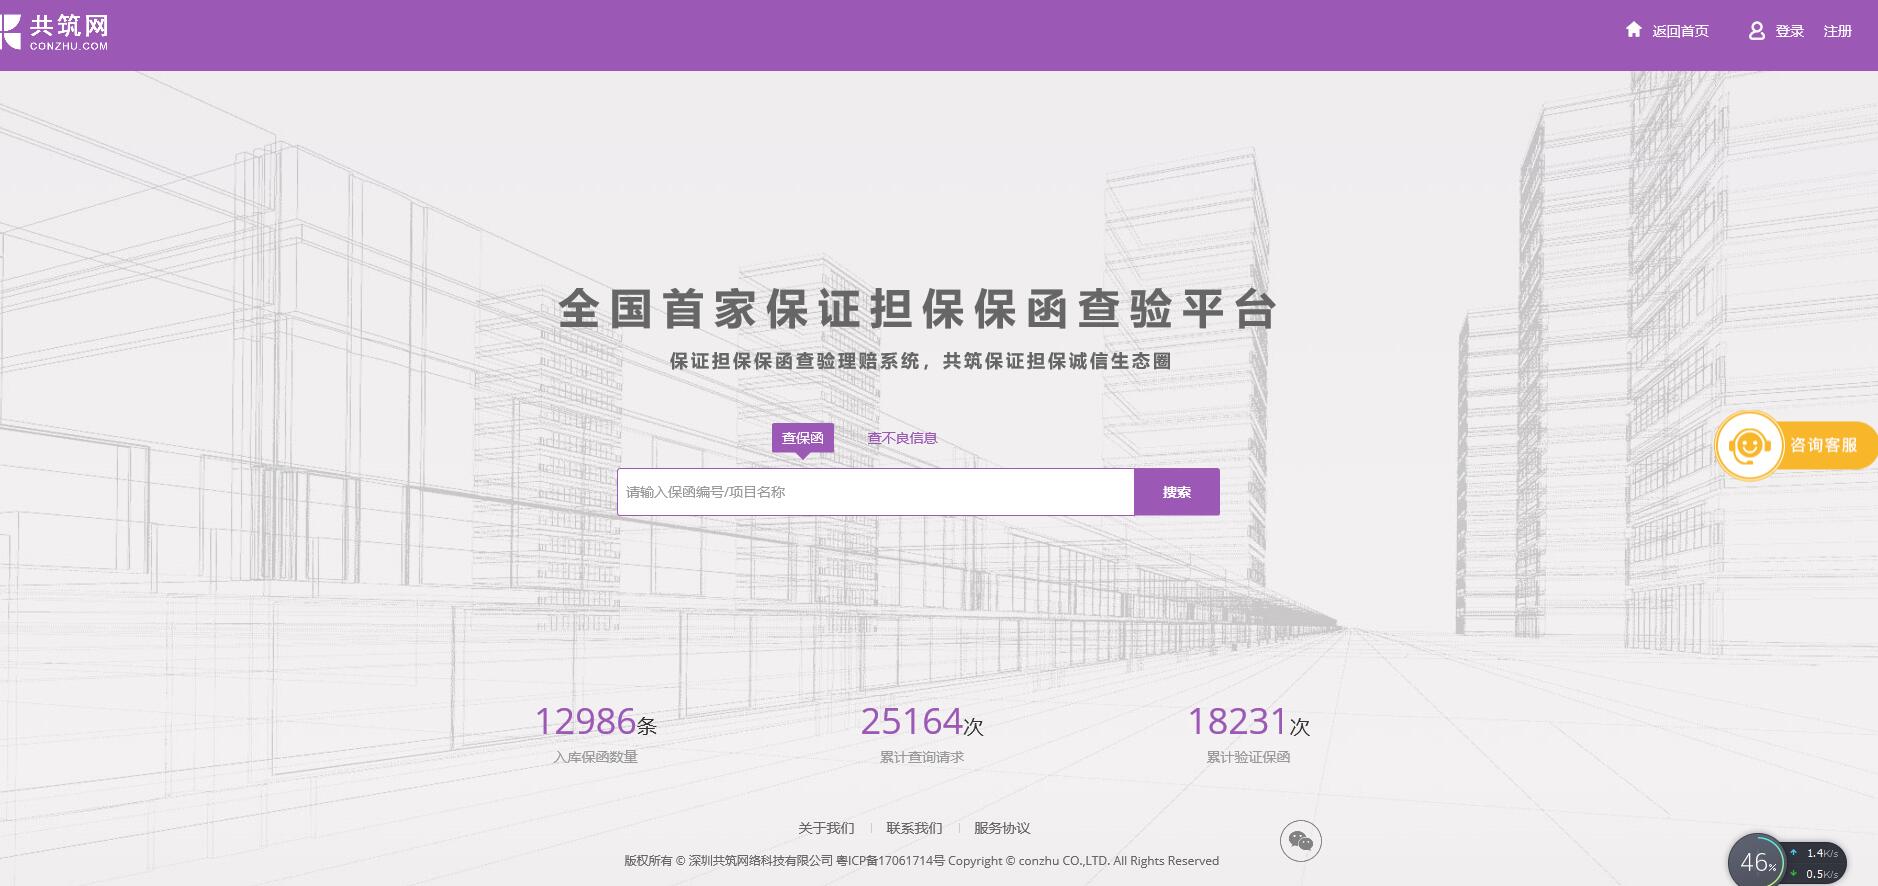 共筑网
CONZHU.COM
返回首页 登录 注册
全国首家保证担保保函查验平台
保证担保保函查验理赔系统，共筑保证担保诚信生态圈
查保函 查不良信息
请输入保函编号/项目名称 搜索
咨询客服
12986条 25164次 18231次
入库保函数量 累计查询请求 累计验证保函
关于我们 联系我们 服务协议
版权所有 © 深圳共筑网络科技有限公司 粤ICP备17061714号 Copyright © conzhu CO.,LTD. All Rights Reserved
46% 1.4K/s
0.5K/s